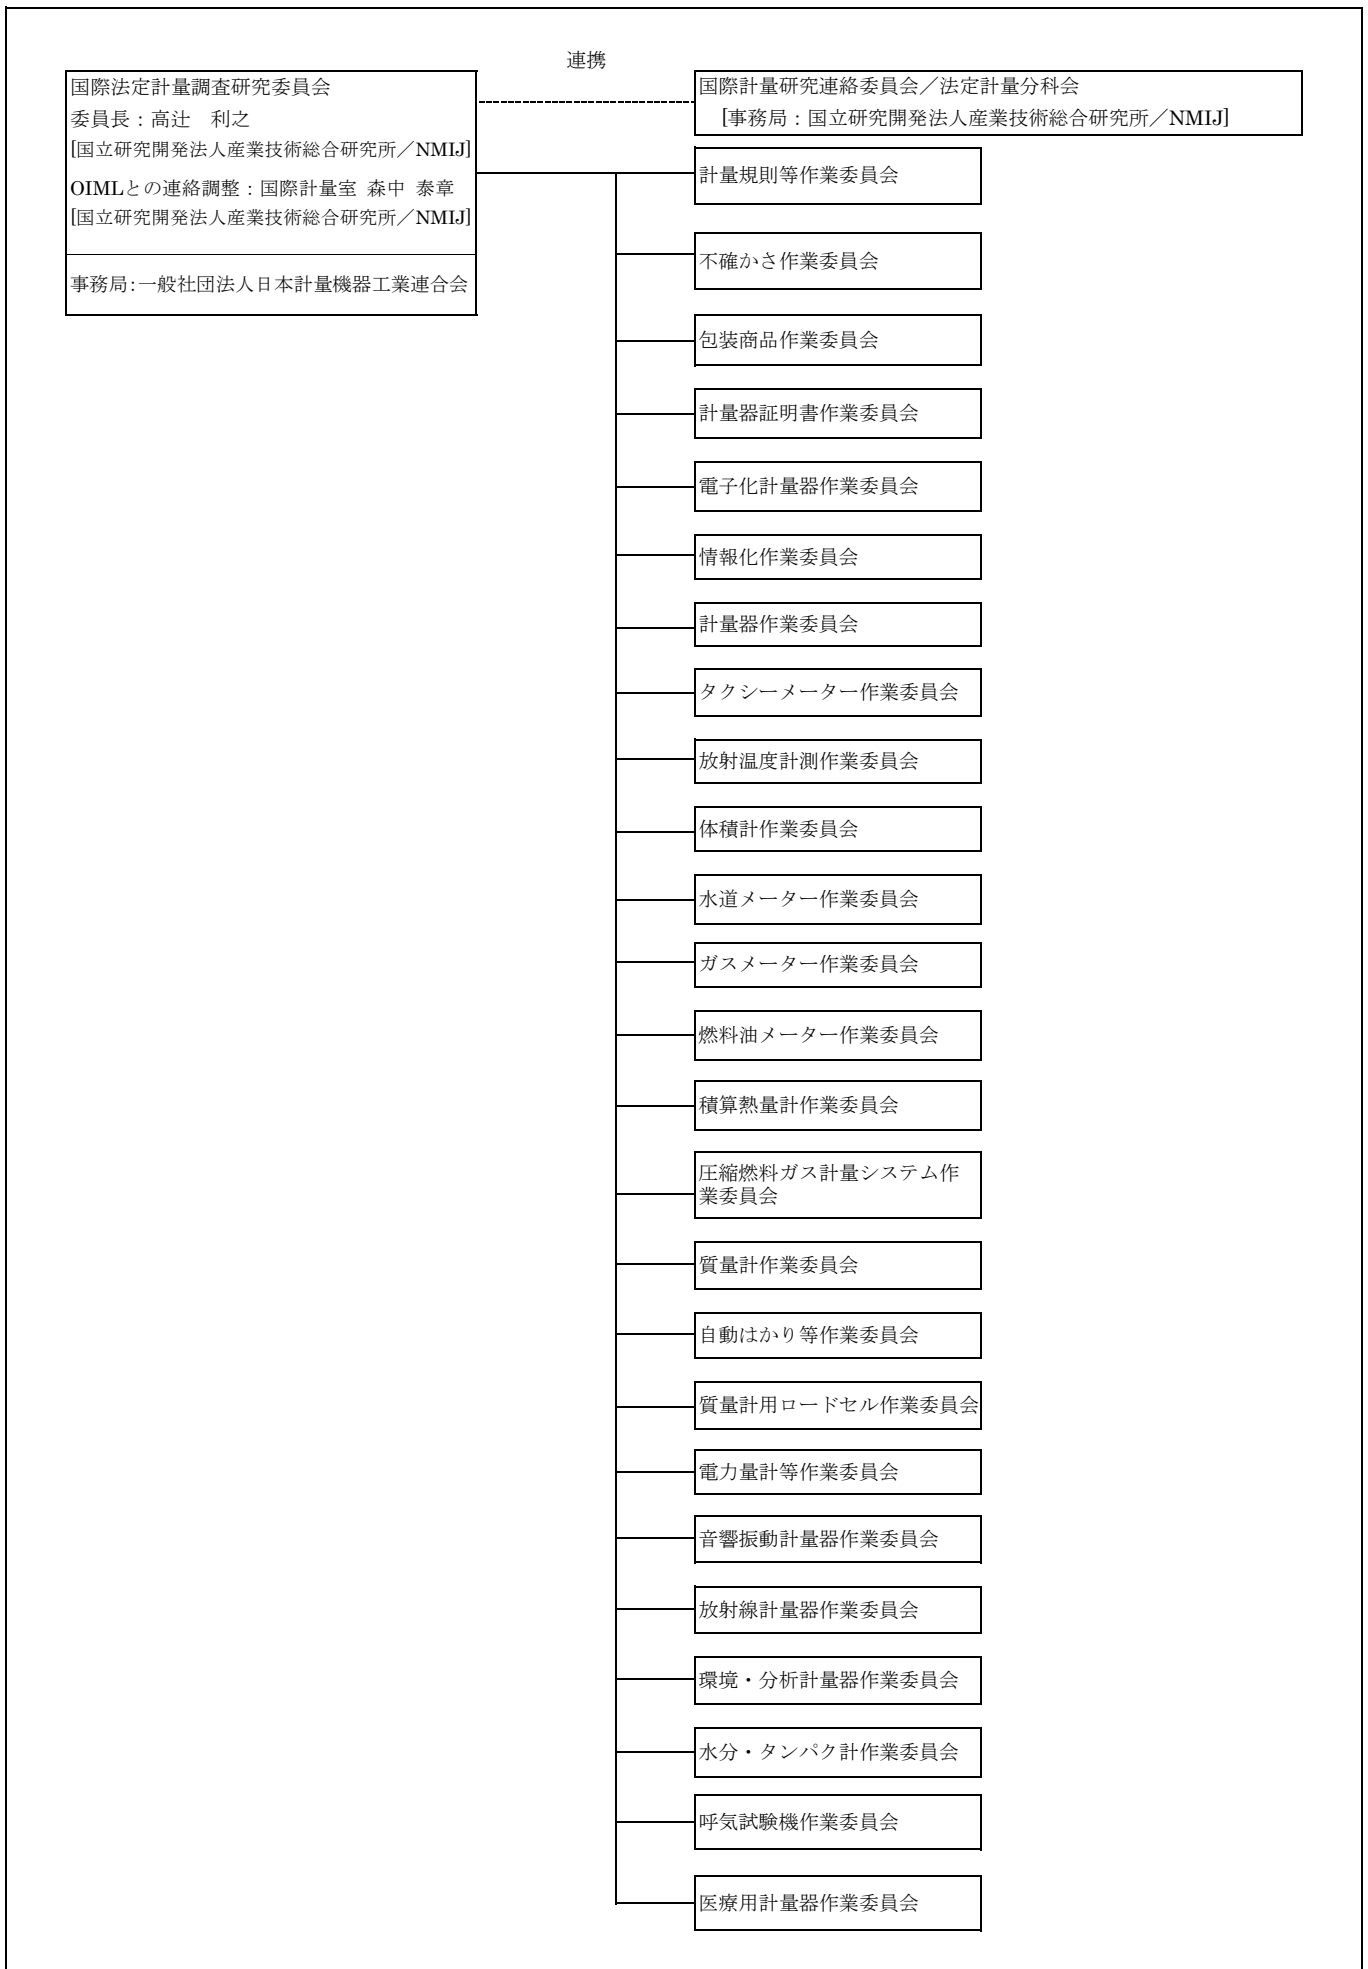 連携
国際法定計量調査研究委員会
委員長：高辻　利之
[国立研究開発法人産業技術総合研究所／NMIJ]
OIMLとの連絡調整：国際計量室 森中 泰章
[国立研究開発法人産業技術総合研究所／NMIJ]
事務局：一般社団法人日本計量機器工業連合会
国際計量研究連絡委員会／法定計量分科会
[事務局：国立研究開発法人産業技術総合研究所／NMIJ]
計量規則等作業委員会
不確かさ作業委員会
包装商品作業委員会
計量器証明書作業委員会
電子化計量器作業委員会
情報化作業委員会
計量器作業委員会
タクシーメーター作業委員会
放射温度計測作業委員会
体積計作業委員会
水道メーター作業委員会
ガスメーター作業委員会
燃料油メーター作業委員会
積算熱量計作業委員会
圧縮燃料ガス計量システム作
業委員会
質量計作業委員会
自動はかり等作業委員会
質量計用ロードセル作業委員会
電力量計等作業委員会
音響振動計量器作業委員会
放射線計量器作業委員会
環境・分析計量器作業委員会
水分・タンパク計作業委員会
呼気試験機作業委員会
医療用計量器作業委員会